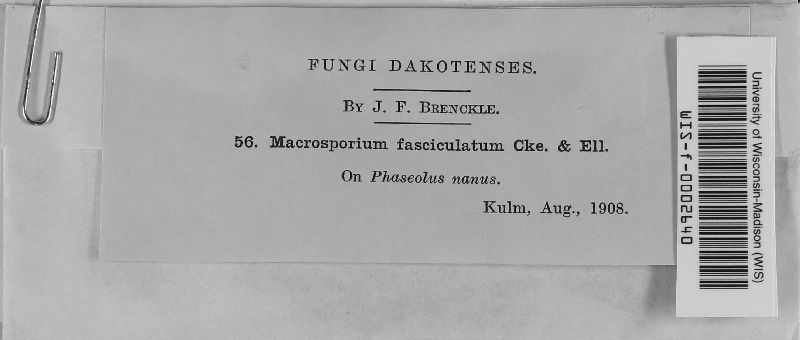 FUNGI DAKOTENSES.
BY J. F. BRENCKLE.
56. Macrosporium fasciculatum Cke. & Ell.
On Phaseolus nanus.
Kulm, Aug., 1908.
University of Wisconsin-Madison (WIS)
WIS-f-0002640